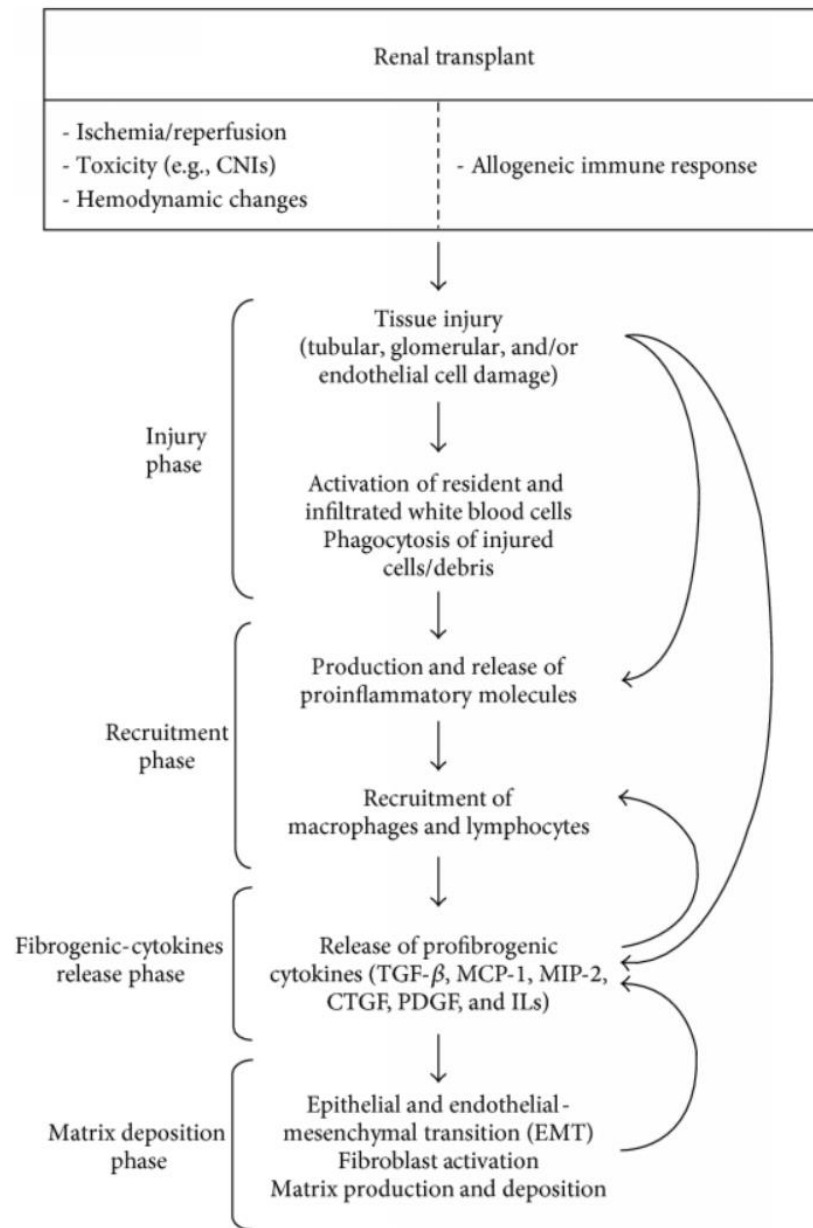 Renal transplant
- Ischemia/reperfusion
- Toxicity (e.g., CNIs)
- Hemodynamic changes
- Allogeneic immune response
Injury
phase
Tissue injury
(tubular, glomerular, and/or
endothelial cell damage)
Activation of resident and
infiltrated white blood cells
Phagocytosis of injured
cells/debris
Recruitment
phase
Production and release of
proinflammatory molecules
Recruitment of
macrophages and lymphocytes
Fibrogenic-cytokines
release phase
Release of profibrogenic
cytokines (TGF-β, MCP-1, MIP-2,
CTGF, PDGF, and ILs)
Matrix deposition
phase
Epithelial and endothelial-
mesenchymal transition (EMT)
Fibroblast activation
Matrix production and deposition